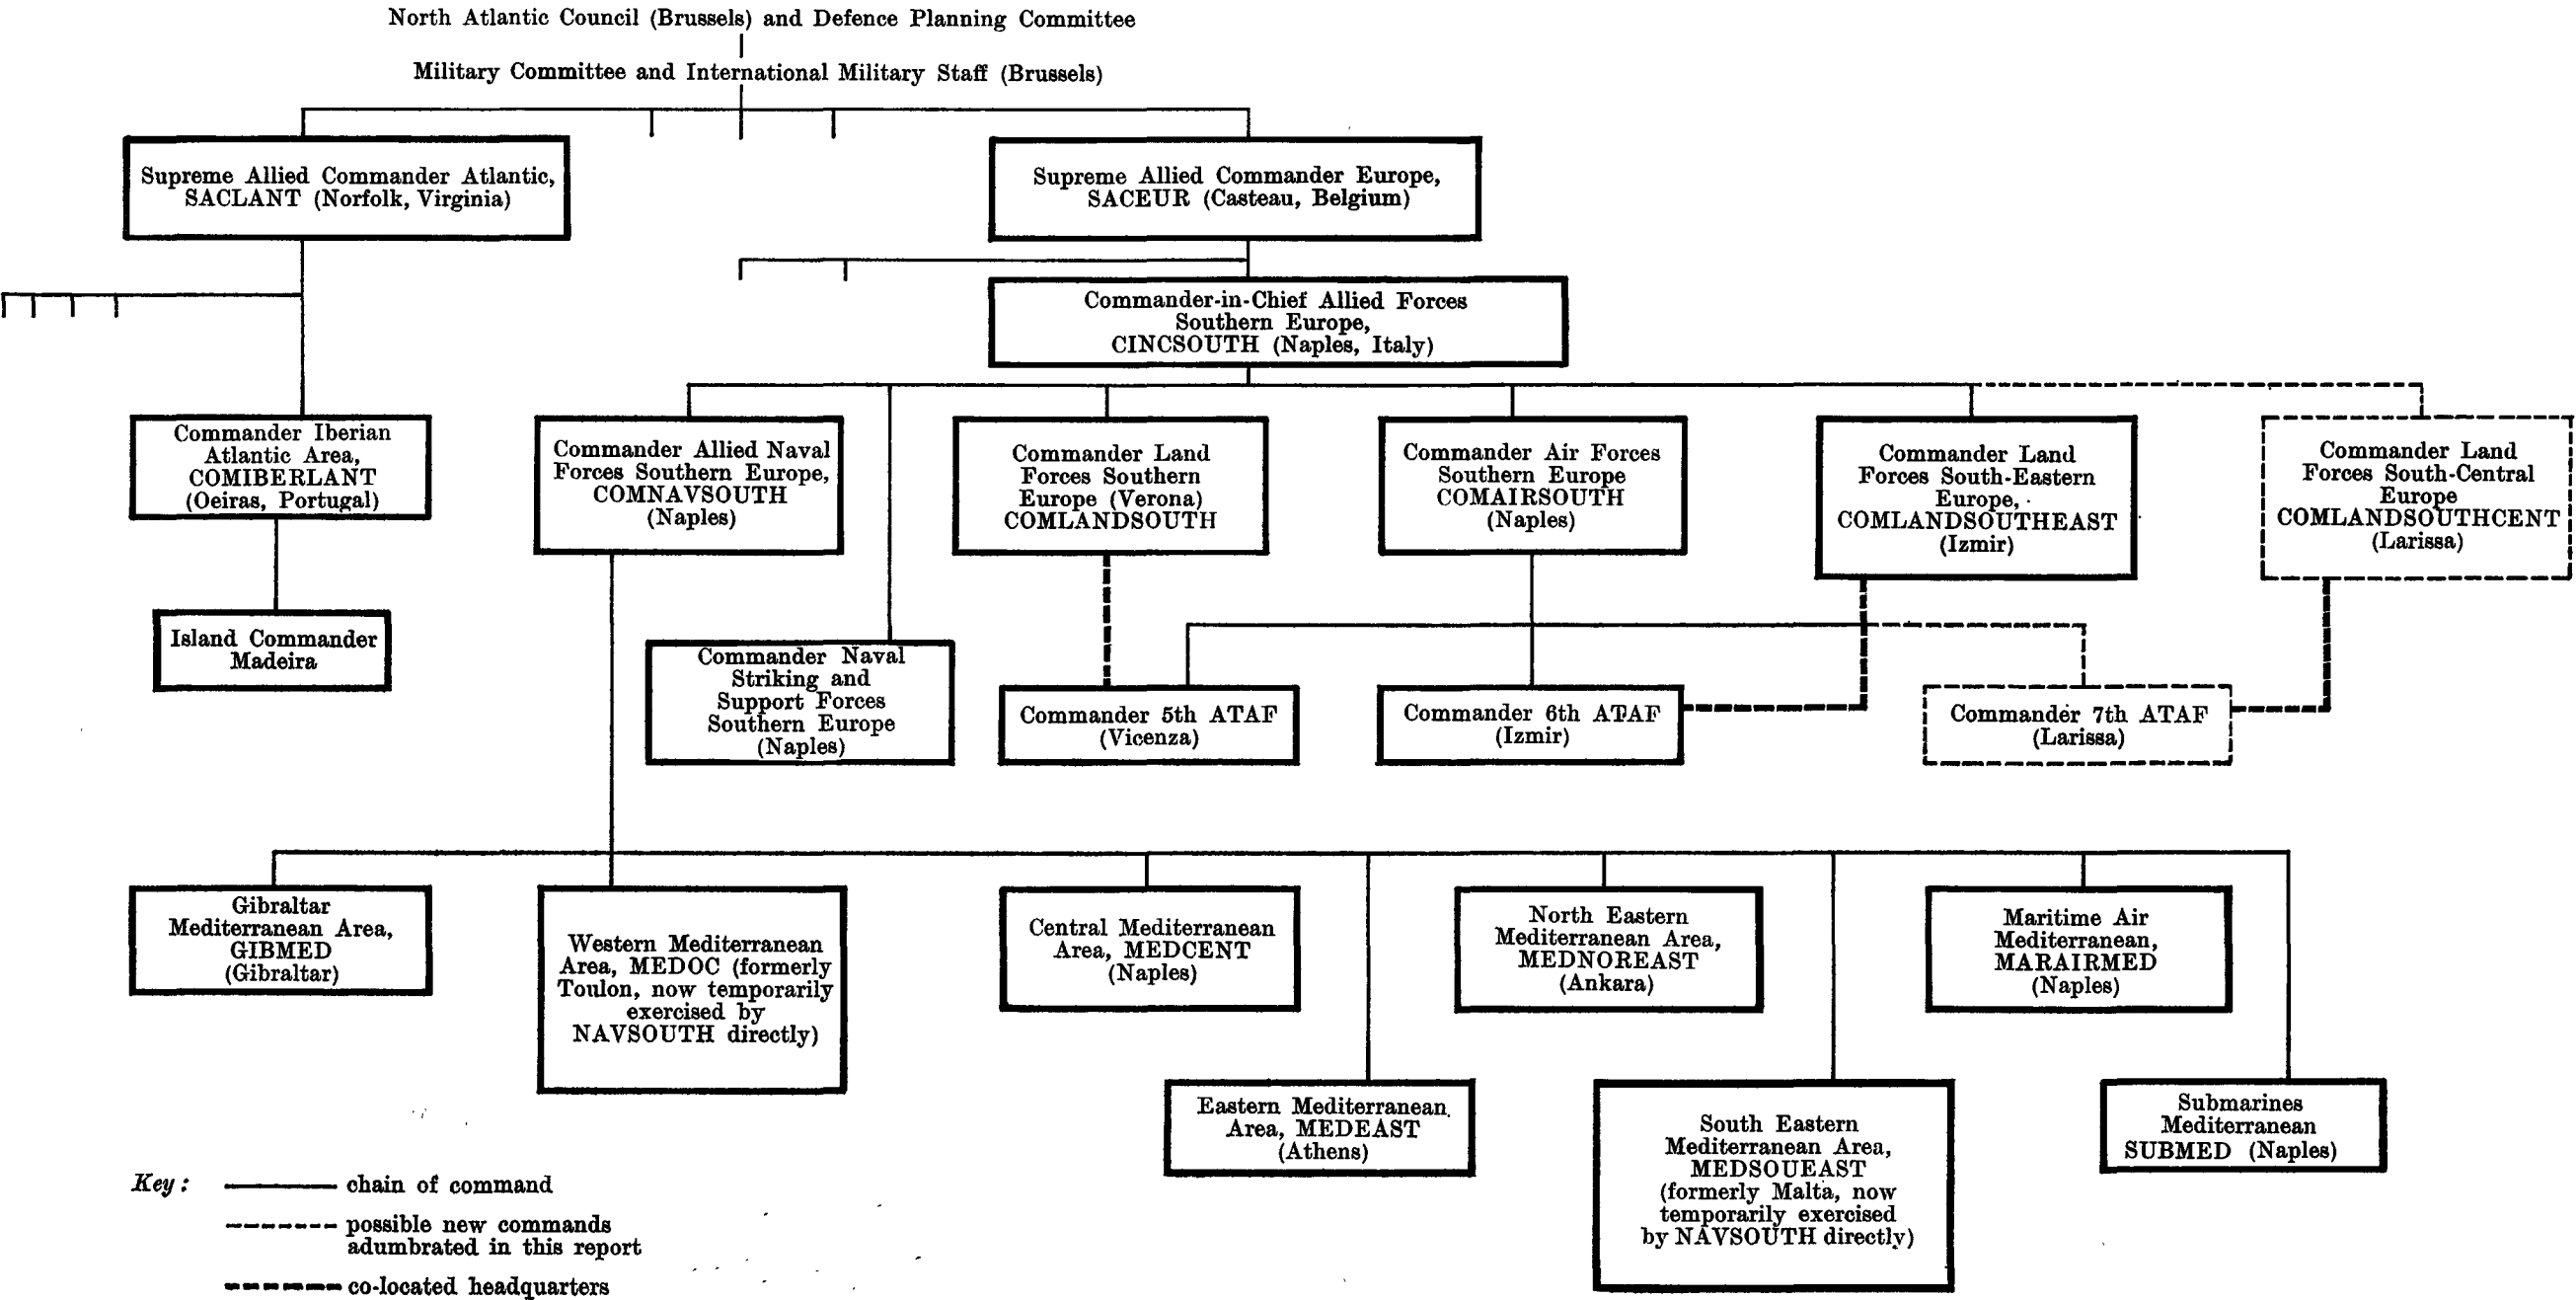 North Atlantic Council (Brussels) and Defence Planning Committee
Military Committee and International Military Staff (Brussels)
Supreme Allied Commander Atlantic,
SACLANT (Norfolk, Virginia)
Supreme Allied Commander Europe,
SACEUR (Casteau, Belgium)
Commander-in-Chief Allied Forces
Southern Europe,
CINCSOUTH (Naples, Italy)
Commander Iberian
Atlantic Area,
COMIBERLANT
(Oeiras, Portugal)
Commander Allied Naval
Forces Southern Europe,
COMNAVSOUTH
(Naples)
Commander Land
Forces Southern
Europe (Verona)
COMLANDSOUTH
Commander Air Forces
Southern Europe
COMAIRSOUTH
(Naples)
Commander Land
Forces South-Eastern
Europe,
COMLANDSOUTHEAST
(Izmir)
Commander Land
Forces South-Central
Europe
COMLANDSOUTHCENT
(Larissa)
Island Commander
Madeira
Commander Naval
Striking and
Support Forces
Southern Europe
(Naples)
Commander 5th ATAF
(Vicenza)
Commander 6th ATAF
(Izmir)
Commander 7th ATAF
(Larissa)
Gibraltar
Mediterranean Area,
GIBMED
(Gibraltar)
Western Mediterranean
Area, MEDOC (formerly
Toulon, now temporarily
exercised by
NAVSOUTH directly)
Central Mediterranean
Area, MEDCENT
(Naples)
North Eastern
Mediterranean Area,
MEDNOREAST
(Ankara)
Maritime Air
Mediterranean,
MARAIRMED
(Naples)
Eastern Mediterranean
Area, MEDEAST
(Athens)
South Eastern
Mediterranean Area,
MEDSOUEAST
(formerly Malta, now
temporarily exercised
by NAVSOUTH directly)
Submarines
Mediterranean
SUBMED (Naples)
Key:
chain of command
possible new commands
adumbrated in this report
co-located headquarters